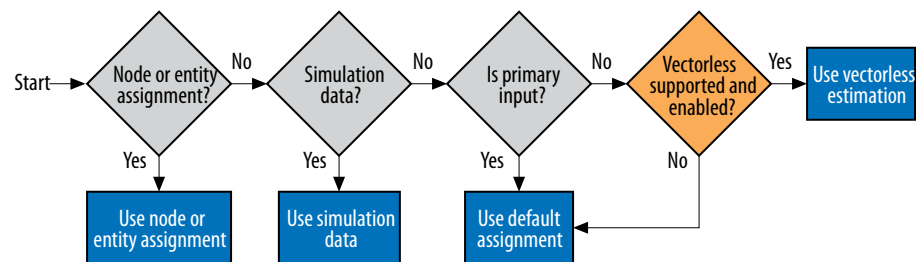 Start
Node or entity
assignment?
No
Simulation
data?
No
Is primary
input?
No
Vectorless
supported and
enabled?
Yes
Use vectorless
estimation
Yes
Yes
Yes
No
Use node or
entity assignment
Use simulation
data
Use default
assignment